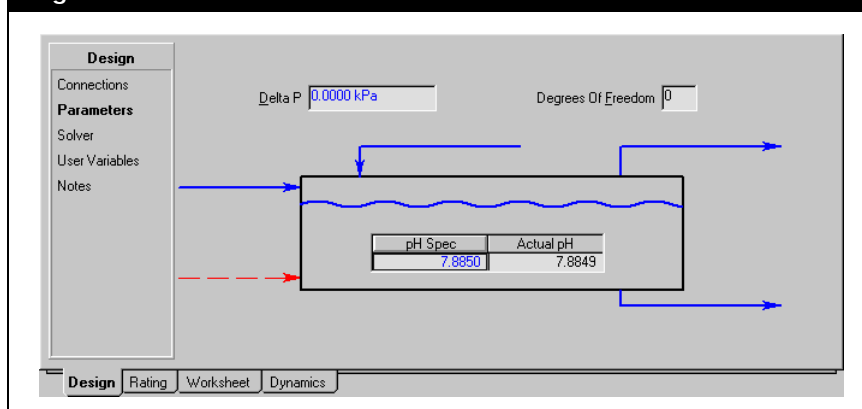 Design
Connections
Parameters
Solver
User Variables
Notes
Delta P 0.0000 kPa
Degrees Of Freedom 0
pH Spec Actual pH
7.8850 7.8849
Design Rating Worksheet Dynamics